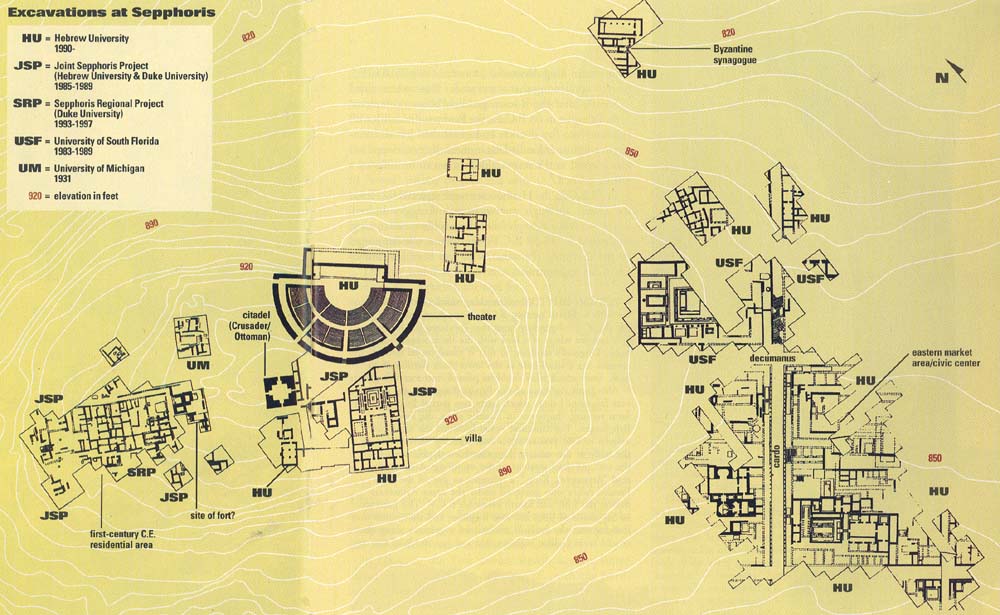 Excavations at Sepphoris
HU = Hebrew University
1990-
JSP = Joint Sepphoris Project
(Hebrew University & Duke University)
1985-1989
SRP = Sepphoris Regional Project
(Duke University)
1993-1997
USF = University of South Florida
1983-1989
UM = University of Michigan
1931
920 = elevation in feet
820
820
HU
Byzantine
synagogue
N
850
HU
HU
HU
890
HU
920
HU
USF
USF
theater
citadel
(Crusader/
Ottoman)
UM
USF
decumanus
eastern market
area/civic center
JSP
JSP
JSP
HU
HU
920
villa
cardo
850
SRP
JSP
890
HU
HU
HU
HU
JSP
site of fort?
first-century C.E.
residential area
850
HU